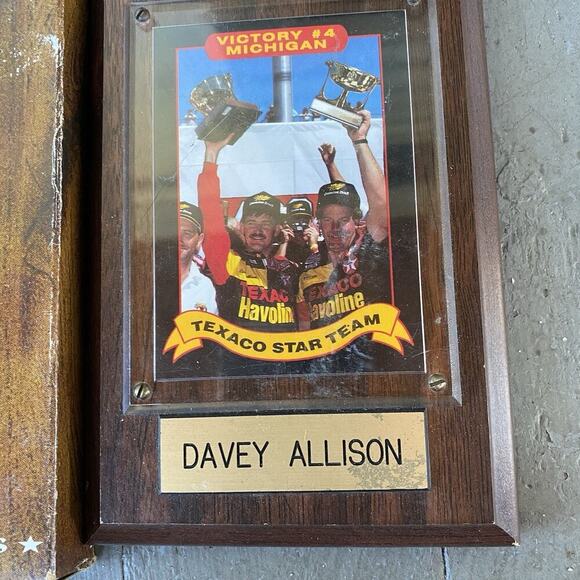 VICTORY #4
MICHIGAN
TEXACO
Havoline
TEXACO
Havoline
TEXACO STAR TEAM
DAVEY ALLISON
s ★